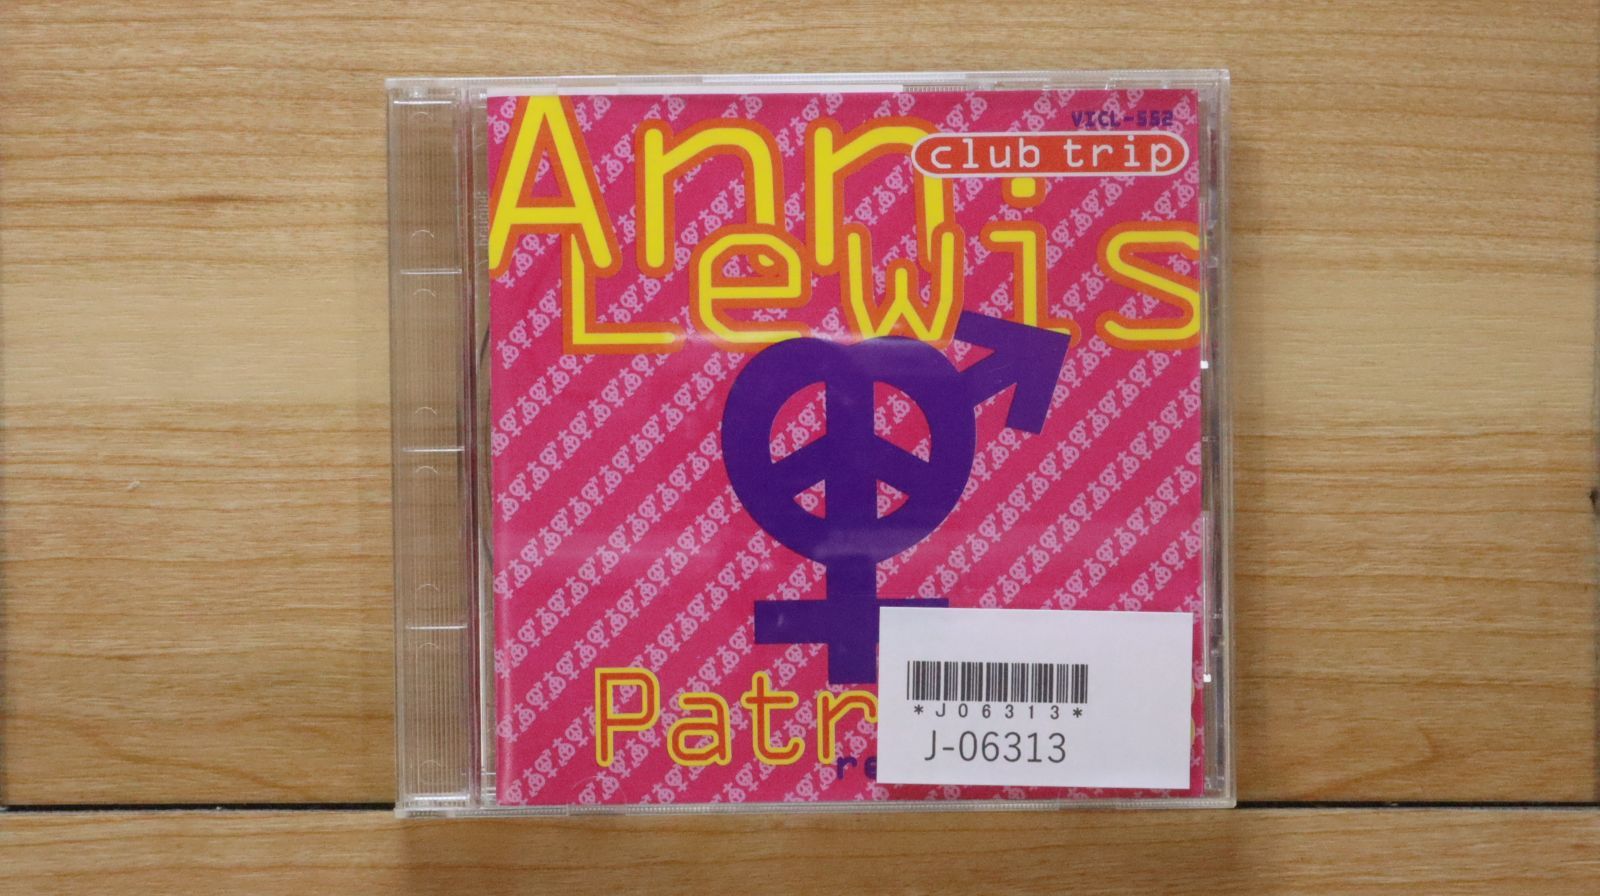 VICL-552
club trip
Ann
Lewis
Patr
re
*J06313*
J-06313